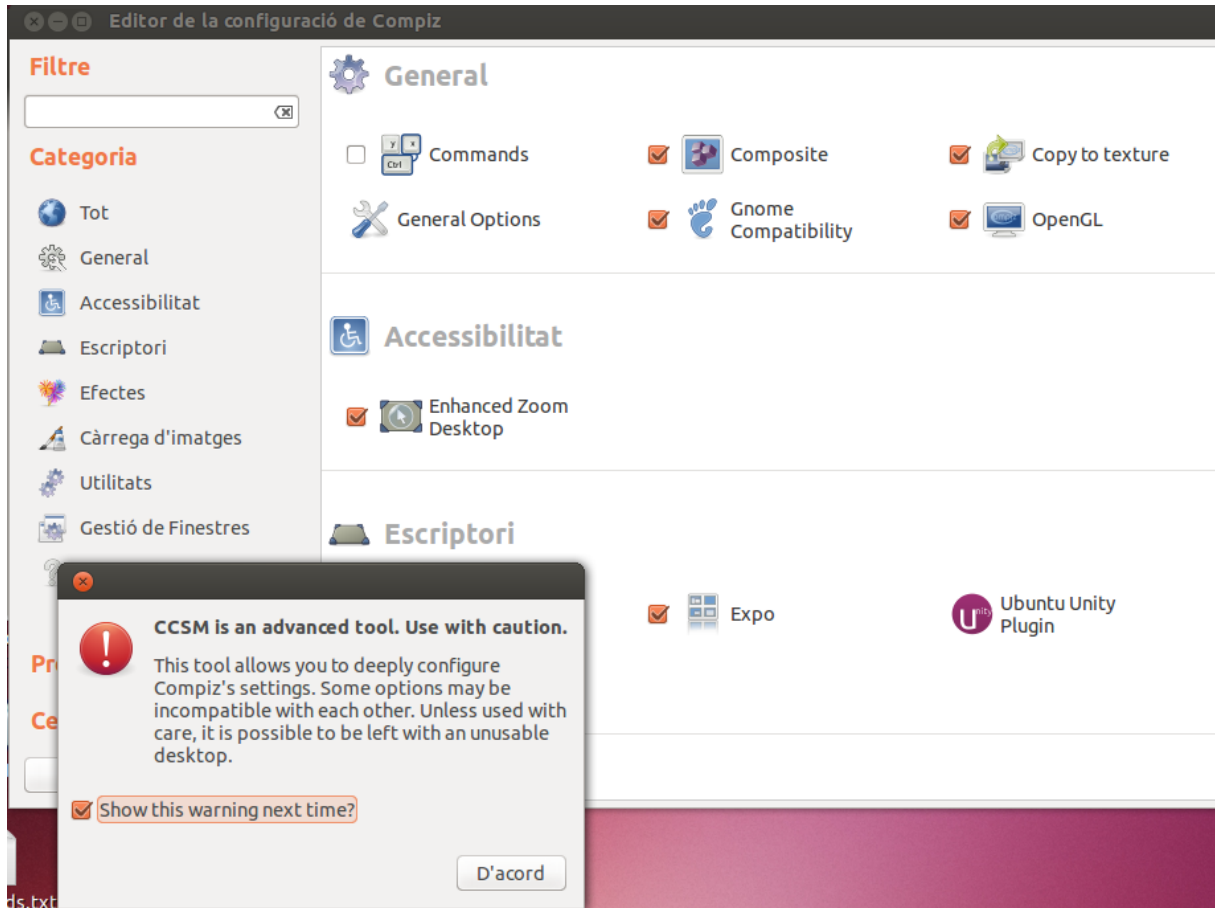 Editor de la configuració de Compiz
Filtre
Categoria
Tot
General
Accessibilitat
Escriptori
Efectes
Càrrega d'imatges
Utilitats
Gestió de Finestres
Pr
Ce
General
Commands
Composite
Copy to texture
General Options
Gnome
Compatibility
OpenGL
Accessibilitat
Enhanced Zoom
Desktop
Escriptori
Expo
Ubuntu Unity
Plugin
CCSM is an advanced tool. Use with caution.
This tool allows you to deeply configure
Compiz's settings. Some options may be
incompatible with each other. Unless used with
care, it is possible to be left with an unusable
desktop.
Show this warning next time?
D'acord
ds.txt